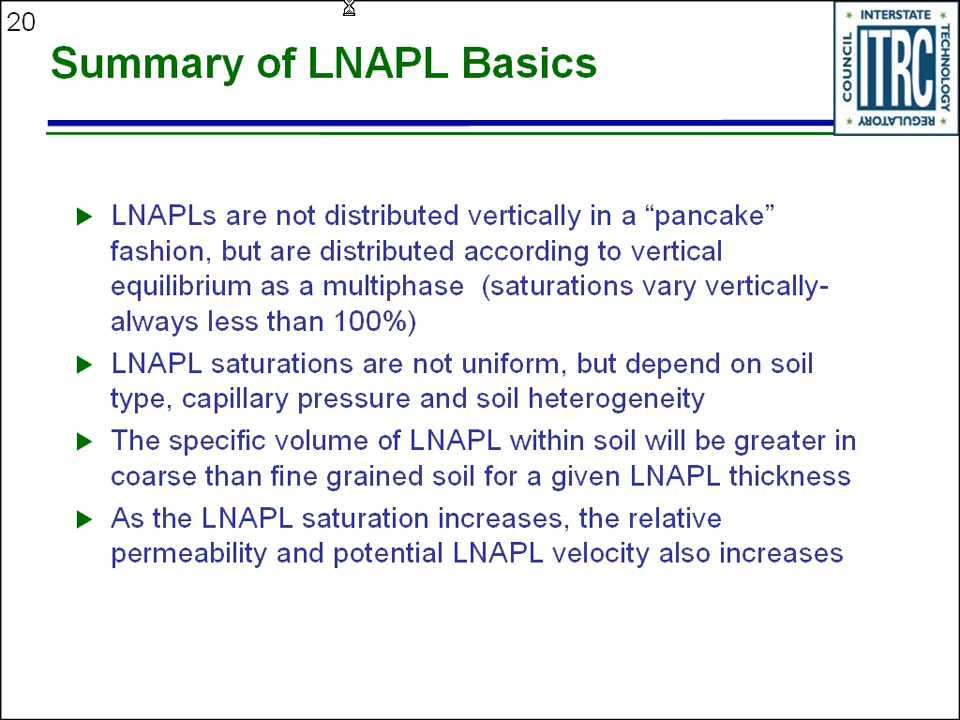 20
Summary of LNAPL Basics
INTERSTATE
COUNCIL
ITRC
TECHNOLOGY
REGULATORY
LNAPLs are not distributed vertically in a “pancake”
fashion, but are distributed according to vertical
equilibrium as a multiphase (saturations vary vertically-
always less than 100%)
LNAPL saturations are not uniform, but depend on soil
type, capillary pressure and soil heterogeneity
The specific volume of LNAPL within soil will be greater in
coarse than fine grained soil for a given LNAPL thickness
As the LNAPL saturation increases, the relative
permeability and potential LNAPL velocity also increases